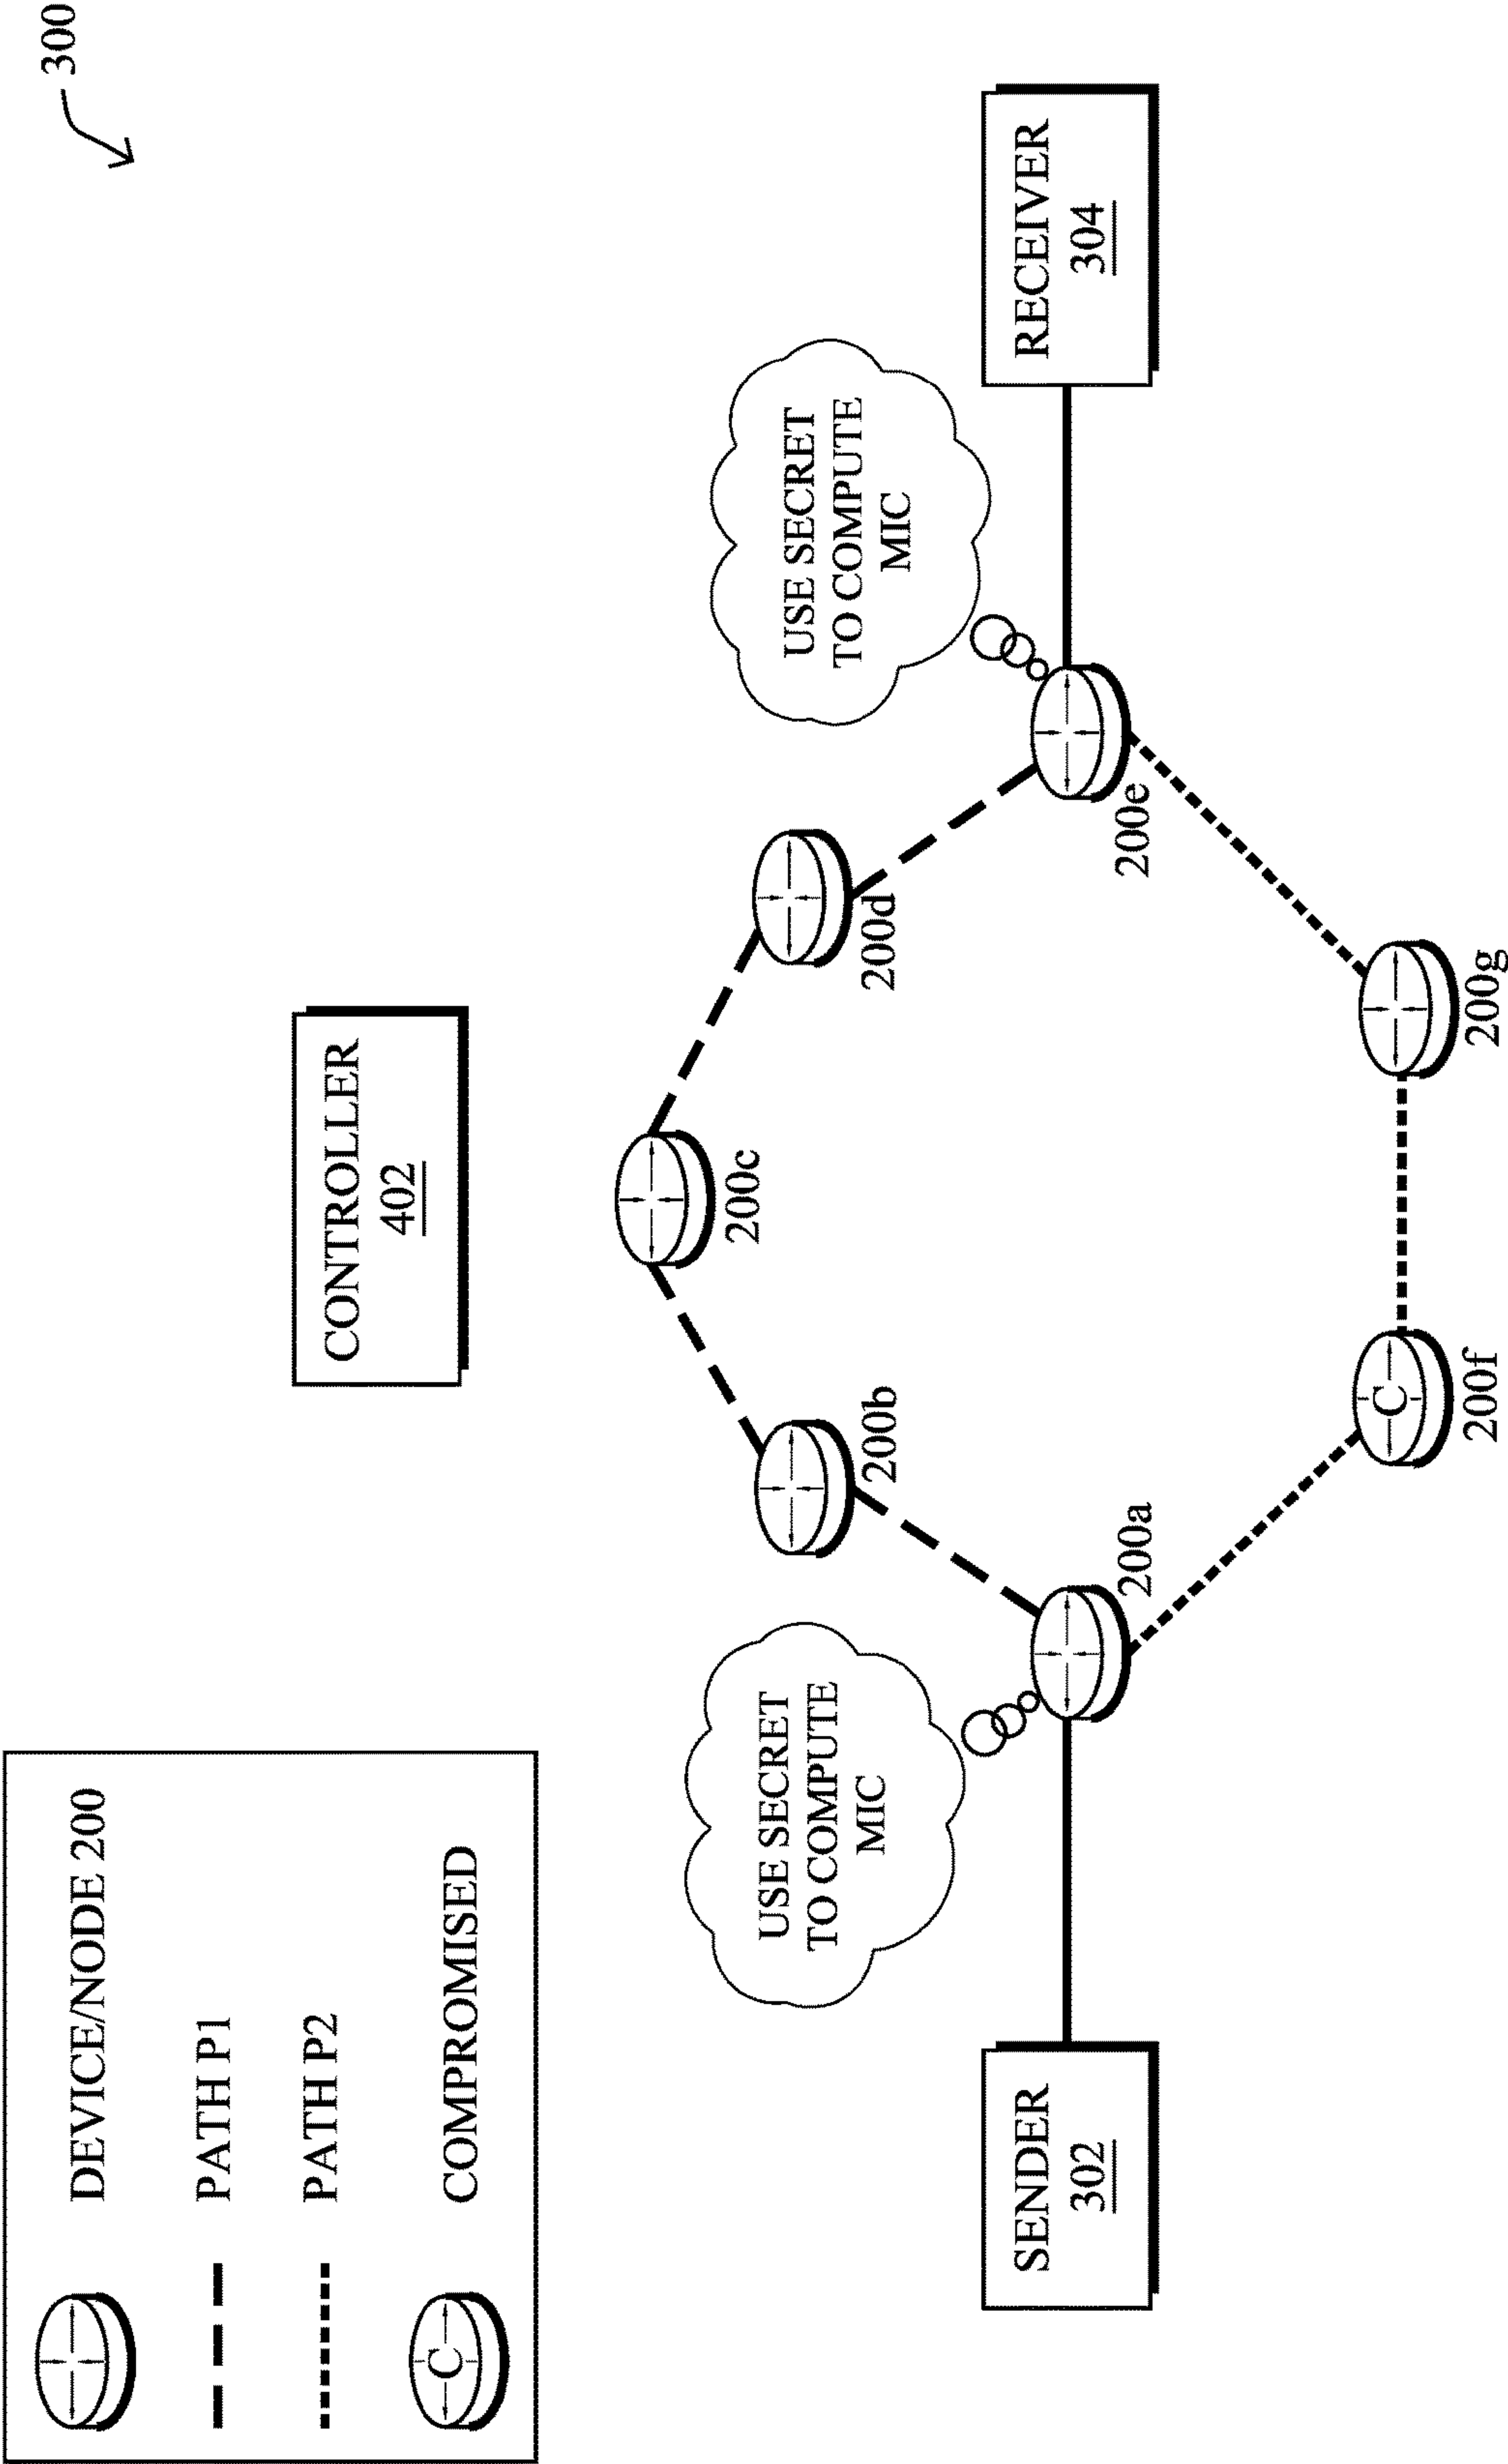 300
DEVICE/NODE 200
PATH P1
PATH P2
C
COMPROMISED
CONTROLLER
402
200c
200b
200d
USE SECRET
TO COMPUTE
MIC
USE SECRET
TO COMPUTE
MIC
SENDER
302
200a
200e
RECEIVER
304
C
200f
200g